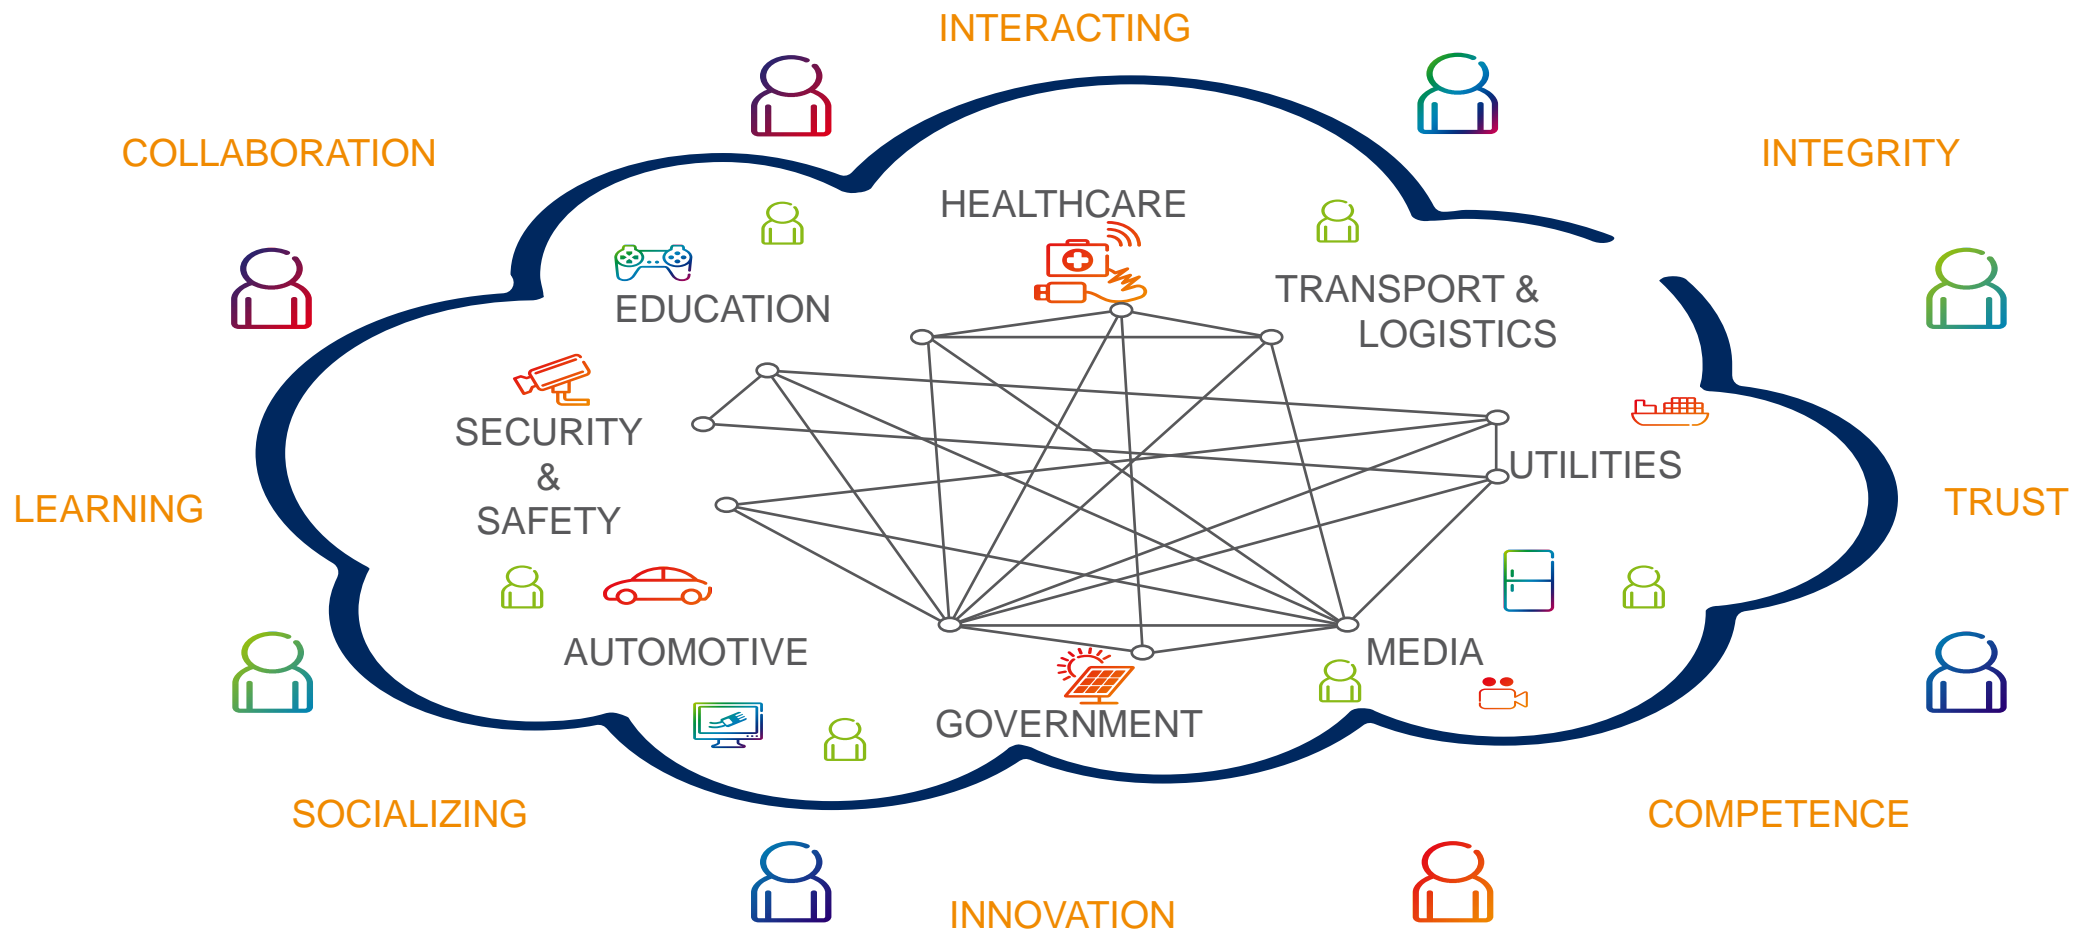 INTERACTING
COLLABORATION
INTEGRITY
HEALTHCARE
EDUCATION
TRANSPORT &
LOGISTICS
SECURITY
&
SAFETY
UTILITIES
LEARNING
TRUST
AUTOMOTIVE
MEDIA
GOVERNMENT
SOCIALIZING
COMPETENCE
INNOVATION